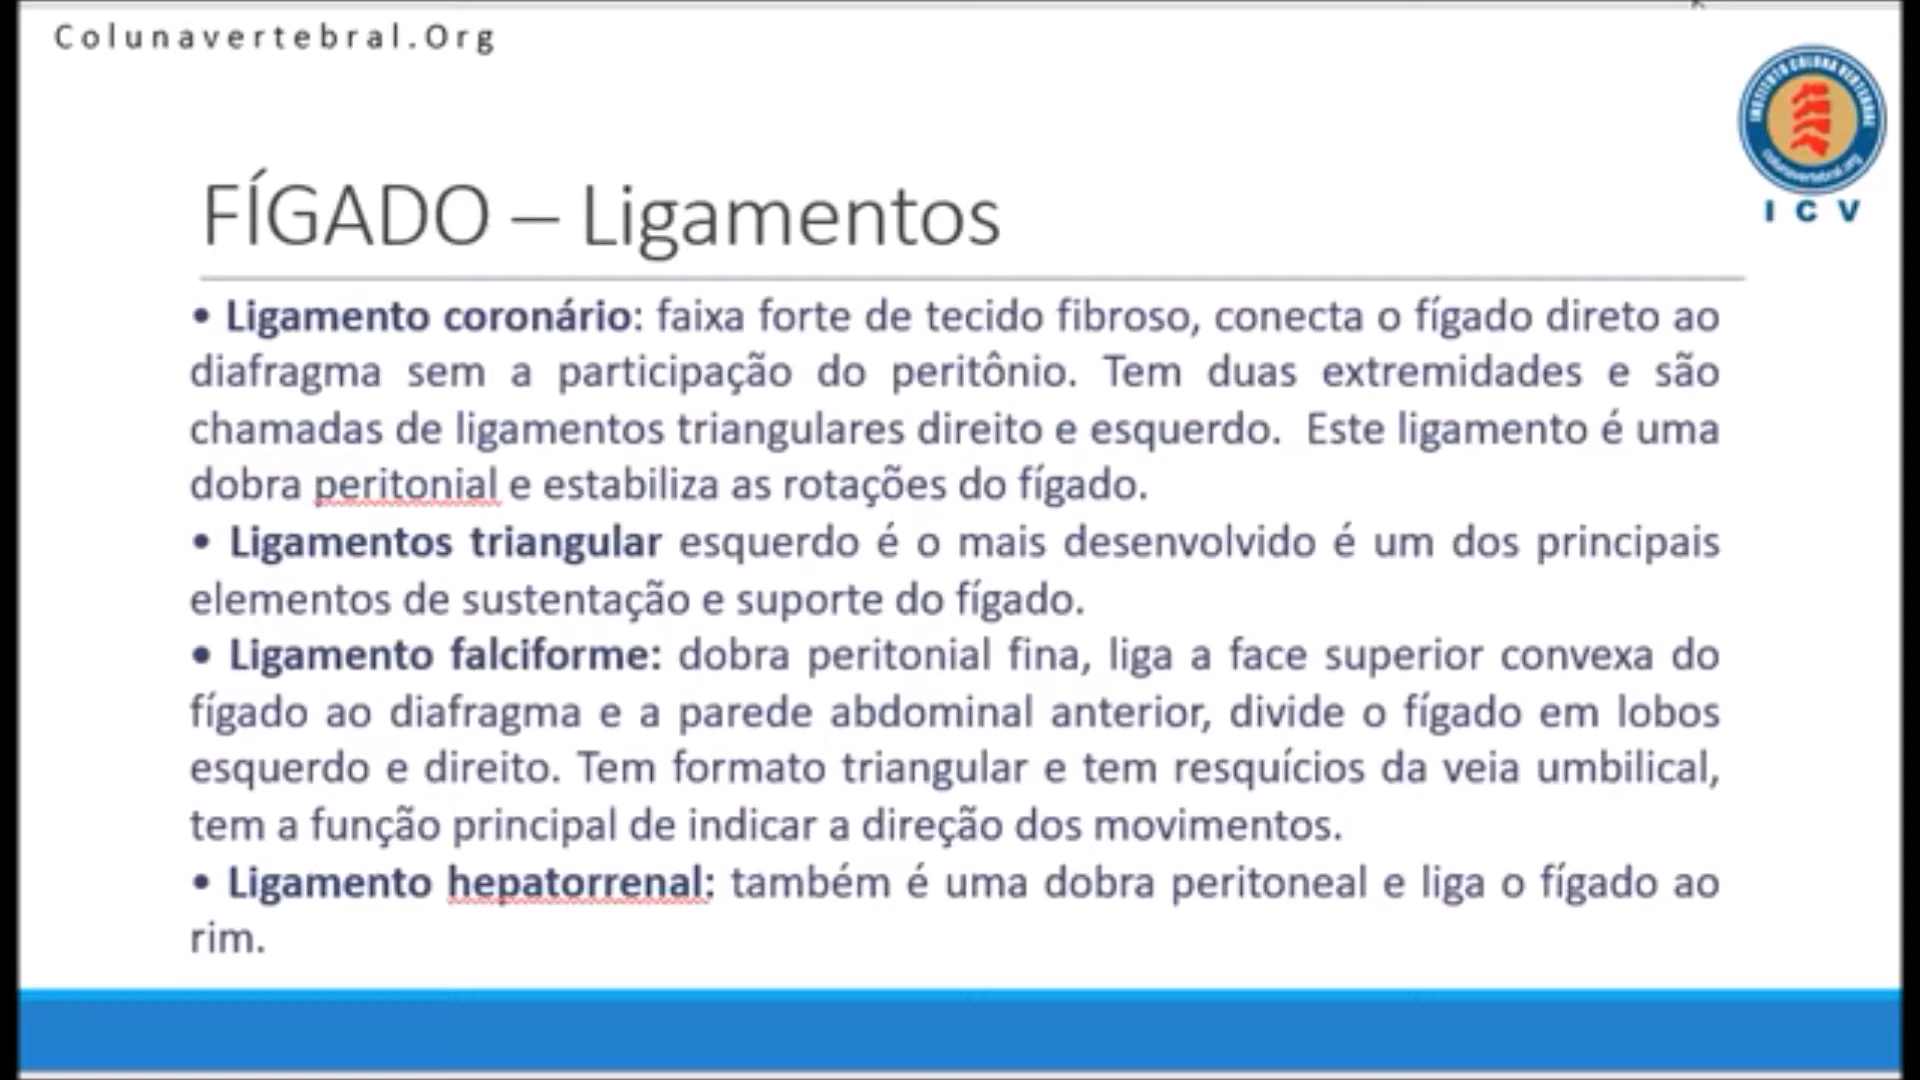 Colunavertebral.Org
INSTITUTO COLUNA VERTEBRAL
colunavertebral.org
I C V
FÍGADO – Ligamentos
• Ligamento coronário: faixa forte de tecido fibroso, conecta o fígado direto ao
diafragma sem a participação do peritônio. Tem duas extremidades e são
chamadas de ligamentos triangulares direito e esquerdo. Este ligamento é uma
dobra peritonial e estabiliza as rotações do fígado.
• Ligamentos triangular esquerdo é o mais desenvolvido é um dos principais
elementos de sustentação e suporte do fígado.
• Ligamento falciforme: dobra peritonial fina, liga a face superior convexa do
fígado ao diafragma e a parede abdominal anterior, divide o fígado em lobos
esquerdo e direito. Tem formato triangular e tem resquícios da veia umbilical,
tem a função principal de indicar a direção dos movimentos.
• Ligamento hepatorrenal: também é uma dobra peritoneal e liga o fígado ao
rim.